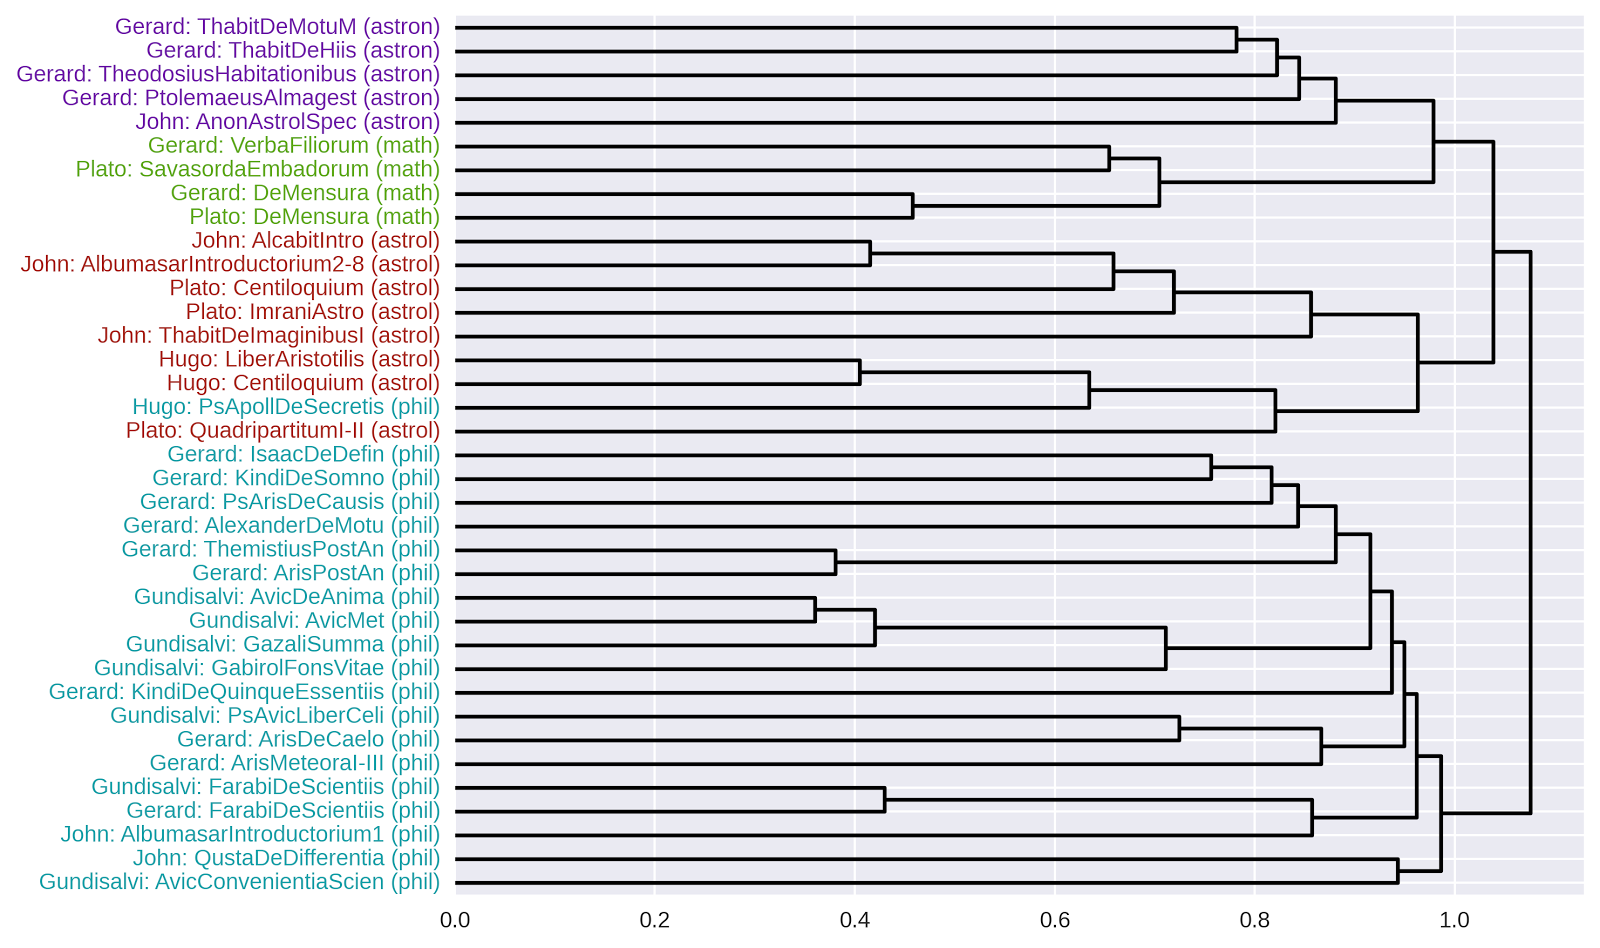 Gerard: ThabitDeMotuM (astron)
Gerard: ThabitDeHiis (astron)
Gerard: TheodosiusHabitationibus (astron)
Gerard: PtolemaeusAlmagest (astron)
John: AnonAstrolSpec (astron)
Gerard: VerbaFiliorum (math)
Plato: SavasordaEmbadorum (math)
Gerard: DeMensura (math)
Plato: DeMensura (math)
John: AlcabitIntro (astrol)
John: AlbumasarIntroductorium2-8 (astrol)
Plato: Centiloquium (astrol)
Plato: ImraniAstro (astrol)
John: ThabitDeImaginibusI (astrol)
Hugo: LiberAristotilis (astrol)
Hugo: Centiloquium (astrol)
Hugo: PsApollDeSecretis (phil)
Plato: QuadripartitumI-II (astrol)
Gerard: IsaacDeDefin (phil)
Gerard: KindiDeSomno (phil)
Gerard: PsArisDeCausis (phil)
Gerard: AlexanderDeMotu (phil)
Gerard: ThemistiusPostAn (phil)
Gerard: ArisPostAn (phil)
Gundisalvi: AvicDeAnima (phil)
Gundisalvi: AvicMet (phil)
Gundisalvi: GazaliSumma (phil)
Gundisalvi: GabirolFonsVitae (phil)
Gerard: KindiDeQuinqueEssentiis (phil)
Gundisalvi: PsAvicLiberCeli (phil)
Gerard: ArisDeCaelo (phil)
Gerard: ArisMeteoraI-III (phil)
Gundisalvi: FarabiDeScientiis (phil)
Gerard: FarabiDeScientiis (phil)
John: AlbumasarIntroductorium1 (phil)
John: QustaDeDifferentia (phil)
Gundisalvi: AvicConvenientiaScien (phil)
0.0 0.2 0.4 0.6 0.8 1.0